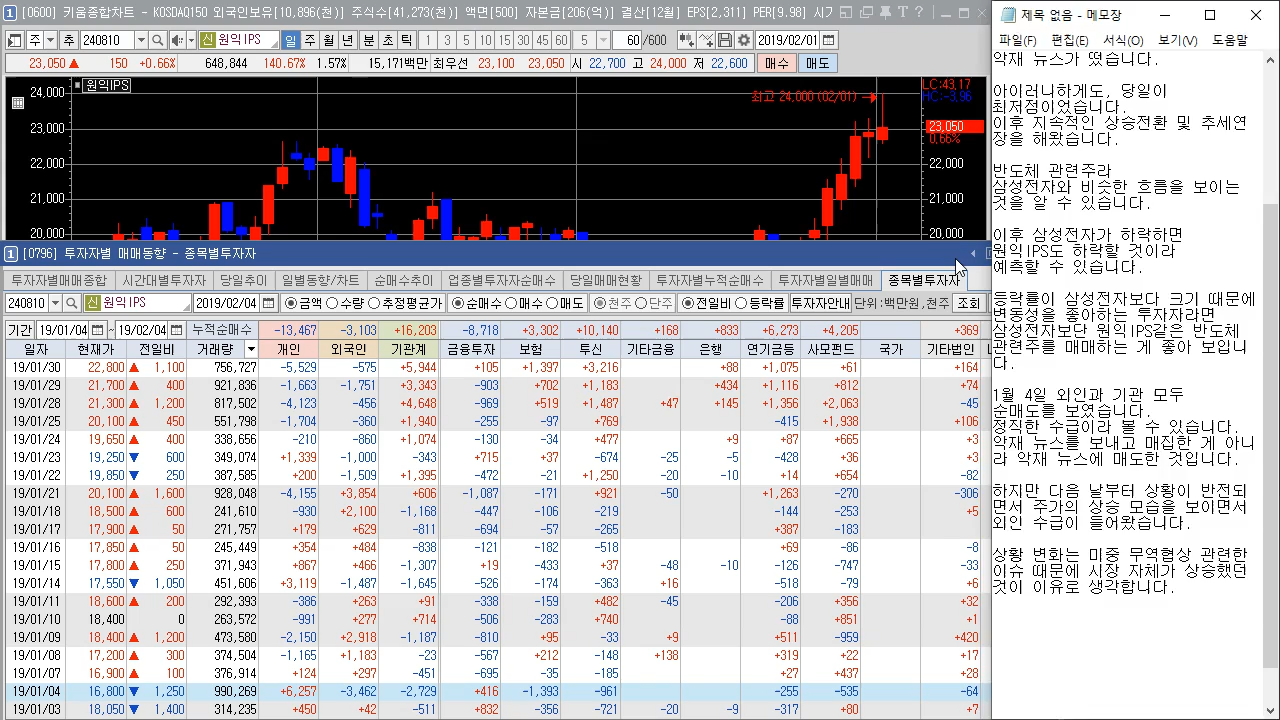 [0600] 키움종합차트 - KOSDAQ150 외국인보유[10,896(천)] 주식수[41,273(천)] 액면[500] 자본금[206(억)] 결산[12월] EPS[2,311] PER[9.98] 시가
주 추 240810 신 원익IPS 일 주 월 년 분 초 틱 1 3 5 10 15 30 45 60 5 60 /600 2019/02/01
23,050 ▲ 150 +0.66% 648,844 140.67% 1.57% 15,171백만 최우선 23,100 23,050 시 22,700 고 24,000 저 22,600 매수 매도
원익IPS
최고 24,000 (02/01) →
LC:43.17
HC:-3.96
24,000
23,000
22,000
21,000
20,000
23,050
0.66%
22,000
21,000
20,000
[0796] 투자자별 매매동향 - 종목별투자자
투자자별매매종합 시간대별투자자 당일추이 일별동향/차트 순매수추이 업종별투자자순매수 당일매매현황 투자자별누적순매수 투자자별일별매매 종목별투자자
240810 신 원익IPS 2019/02/04 금액 수량 추정평균가 순매수 매수 매도 천주 단주 전일비 등락률 투자자안내 단위:백만원,천주 조회
기간 19/01/04 ~ 19/02/04 누적순매수 -13,467 -3,103 +16,203 -8,718 +3,302 +10,140 +168 +833 +6,273 +4,205 +369
일자 현재가 전일비 거래량 개인 외국인 기관계 금융투자 보험 투신 기타금융 은행 연기금등 사모펀드 국가 기타법인
19/01/30 22,800 ▲ 1,100 756,727 -5,529 -575 +5,944 +105 +1,397 +3,216 +88 +1,075 +61 +164
19/01/29 21,700 ▲ 400 921,836 -1,663 -1,751 +3,343 -903 +702 +1,183 +434 +1,116 +812 +74
19/01/28 21,300 ▲ 1,200 817,502 -4,123 -456 +4,648 -969 +519 +1,487 +47 +145 +1,356 +2,063 -45
19/01/25 20,100 ▲ 450 551,798 -1,704 -360 +1,940 -255 -97 +769 -415 +1,938 +106
19/01/24 19,650 ▲ 400 338,656 -210 -860 +1,074 -130 -34 +477 +9 +87 +665 +3
19/01/23 19,250 ▼ 600 349,074 +1,339 -1,000 -343 +715 +37 -674 -25 -5 -428 +36 +3
19/01/22 19,850 ▼ 250 387,585 +200 -1,509 +1,395 -472 -21 +1,250 -20 -10 +14 +654 -82
19/01/21 20,100 ▲ 1,600 928,048 -4,155 +3,854 +606 -1,087 -171 +921 -50 +1,263 -270 -306
19/01/18 18,500 ▲ 600 241,610 -930 +2,100 -1,168 -447 -106 -219 -144 -253 +5
19/01/17 17,900 ▲ 50 271,757 +179 +629 -811 -694 -57 -265 +387 -183
19/01/16 17,850 ▲ 50 245,449 +354 +484 -838 -121 -182 -518 +69 -86 -8
19/01/15 17,800 ▲ 250 371,943 +867 +466 -1,307 +19 -433 +37 -48 -10 -126 -747 -33
19/01/14 17,550 ▼ 1,050 451,606 +3,119 -1,487 -1,645 -526 -174 -363 +16 -518 -79 +6
19/01/11 18,600 ▲ 200 292,393 -386 +263 +91 -338 -159 +482 -45 -206 +356 +32
19/01/10 18,400 0 263,572 -991 +277 +714 -506 -283 +740 -88 +851 +1
19/01/09 18,400 ▲ 1,200 473,580 -2,150 +2,918 -1,187 -810 +95 -33 +9 +511 -959 +420
19/01/08 17,200 ▲ 300 374,504 -1,165 +1,183 -23 -567 +212 -148 +138 +319 +22 +17
19/01/07 16,900 ▲ 100 376,914 +124 +297 -451 -695 -35 -185 +27 +437 +28
19/01/04 16,800 ▼ 1,250 990,269 +6,257 -3,462 -2,729 +416 -1,393 -961 -255 -535 -64
19/01/03 18,050 ▼ 1,400 314,235 +450 +42 -511 +832 -356 -721 -20 -9 -317 +80 +7
제목 없음 - 메모장
파일(F) 편집(E) 서식(O) 보기(V) 도움말
악재 뉴스가 떴습니다.
아이러니하게도, 당일이
최저점이었습니다.
이후 지속적인 상승전환 및 추세연
장을 해왔습니다.
반도체 관련주라
삼성전자와 비슷한 흐름을 보이는
것을 알 수 있습니다.
이후 삼성전자가 하락하면
원익IPS도 하락할 것이라
예측할 수 있습니다.
등락률이 삼성전자보다 크기 때문에
변동성을 좋아하는 투자자라면
삼성전자보단 원익IPS같은 반도체
관련주를 매매하는 게 좋아 보입니
다.
1월 4일 외인과 기관 모두
순매도를 보였습니다.
정직한 수급이라 볼 수 있습니다.
악재 뉴스를 보내고 매집한 게 아니
라 악재 뉴스에 매도한 것입니다.
하지만 다음 날부터 상황이 반전되
면서 주가의 상승 모습을 보이면서
외인 수급이 들어왔습니다.
상황 변화는 미중 무역협상 관련한
이슈 때문에 시장 자체가 상승했던
것이 이유로 생각합니다.